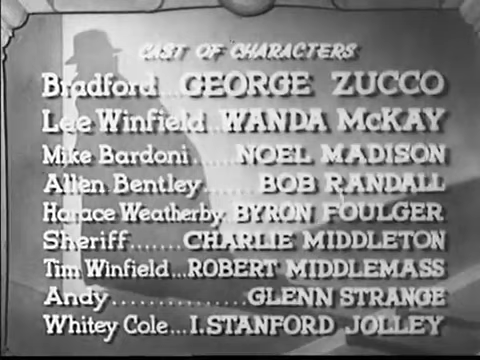 CAST OF CHARACTERS
Bradford...GEORGE ZUCCO
Lee Winfield..WANDA McKAY
Mike Bardoni......NOEL MADISON
Allen Bentley.......BOB RANDALL
Horace Weatherby.BYRON FOULGER
Sheriff.......CHARLIE MIDDLETON
Tim Winfield...ROBERT MIDDLEMASS
Andy...............GLENN STRANGE
Whitey Cole...I.STANFORD JOLLEY